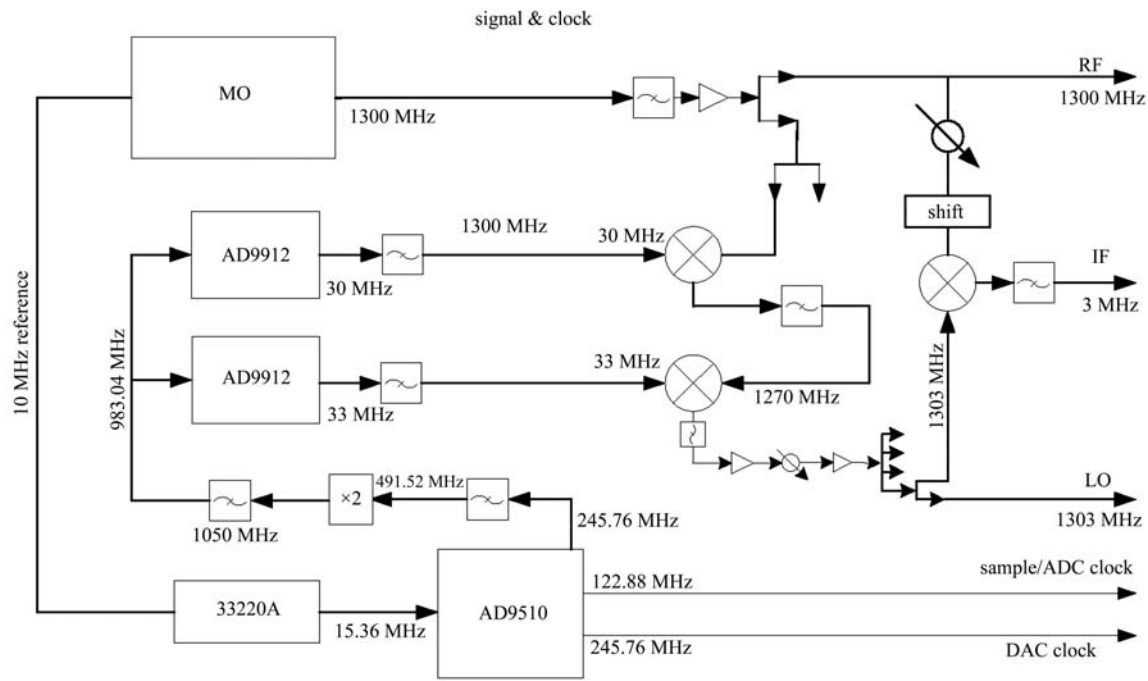 signal & clock
MO
1300 MHz
RF
1300 MHz
shift
AD9912
30 MHz
1300 MHz
30 MHz
IF
3 MHz
10 MHz reference
983.04 MHz
AD9912
33 MHz
33 MHz
1270 MHz
1303 MHz
×2
491.52 MHz
1050 MHz
245.76 MHz
LO
1303 MHz
33220A
15.36 MHz
AD9510
122.88 MHz
sample/ADC clock
245.76 MHz
DAC clock